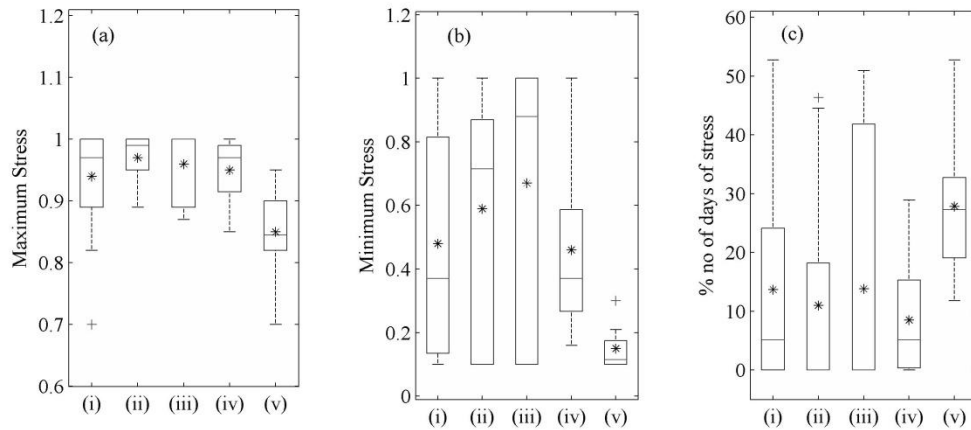 (a)
Maximum Stress
1.2
1.1
1
0.9
0.8
0.7
0.6
(i) (ii) (iii) (iv) (v)
(b)
Minimum Stress
1
0.8
0.6
0.4
0.2
0
(i) (ii) (iii) (iv) (v)
(c)
% no of days of stress
60
50
40
30
20
10
0
(i) (ii) (iii) (iv) (v)